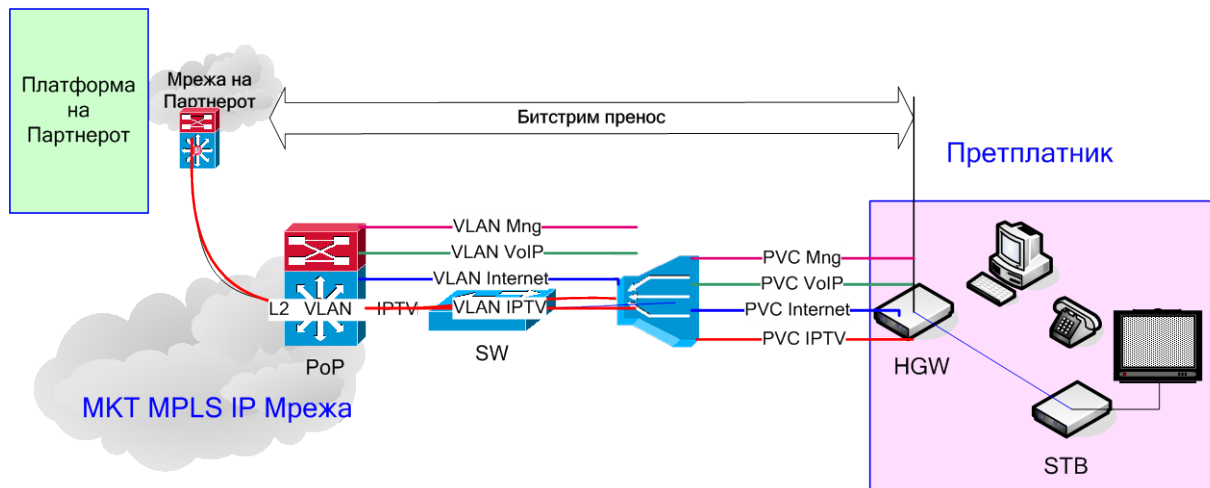 Платформа
на
Партнерот
Мрежа на
Партнерот
Битстрим пренос
Претплатник
VLAN Mng
VLAN VoIP
VLAN Internet
L2 VLAN IPTV
VLAN IPTV
PVC Mng
PVC VoIP
PVC Internet
PVC IPTV
PoP
SW
HGW
STB
MKT MPLS IP Мрежа